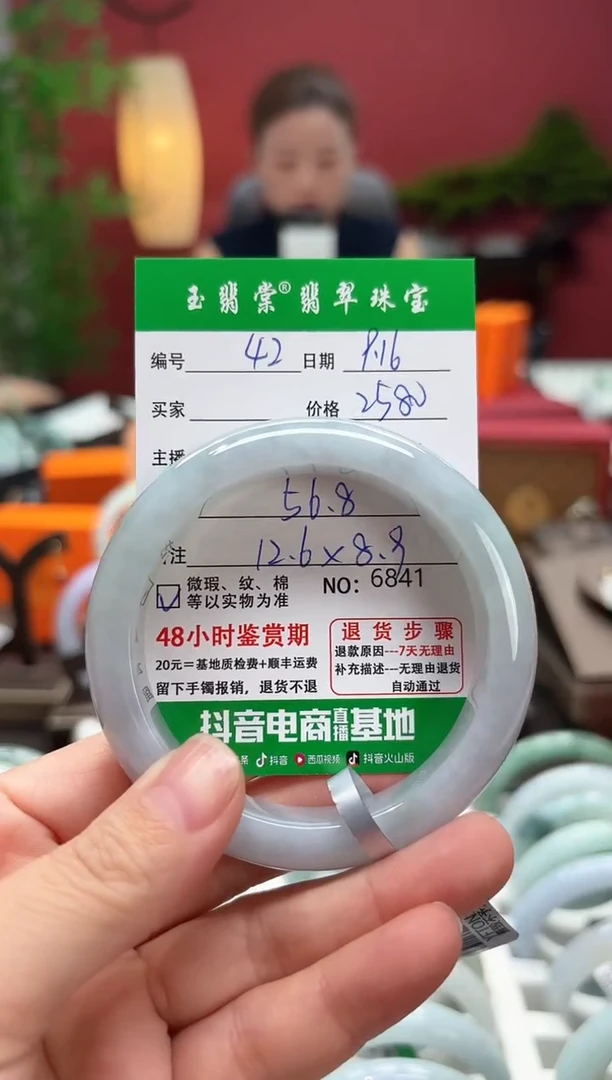 玉翡棠® 翡翠珠宝
编号 42 日期 9.16
买家 价格 2580
主播
56.8
注 12.6×8.8
微瑕、纹、棉
等以实物为准
NO: 6841
48小时鉴赏期
20元=基地质检费+顺丰运费
留下手镯报销，退货不退
退货步骤
退款原因---7天无理由
补充描述---无理由退货
自动通过
抖音电商直播基地
条 抖音 西瓜视频 抖音火山版